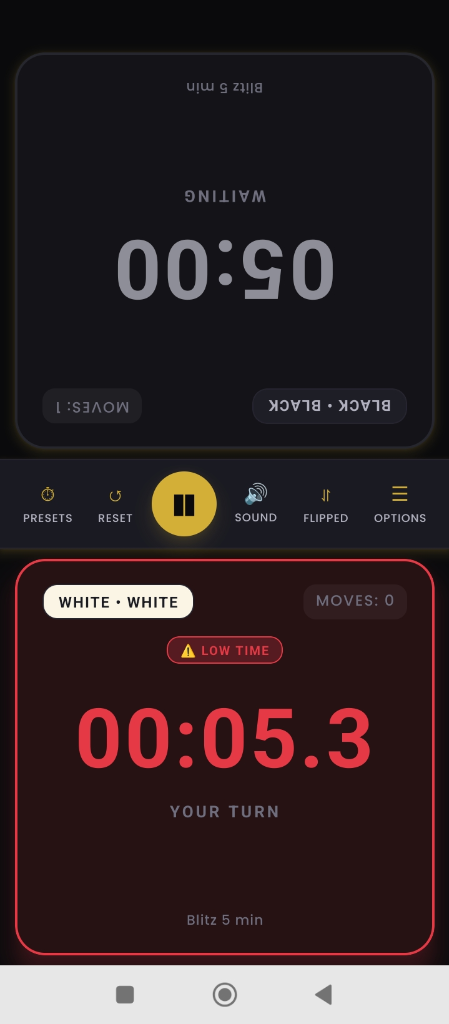 Blitz 5 min
WAITING
05:00
MOVES: 1
BLACK • BLACK
PRESETS
RESET
SOUND
FLIPPED
OPTIONS
WHITE • WHITE
MOVES: 0
⚠️ LOW TIME
00:05.3
YOUR TURN
Blitz 5 min